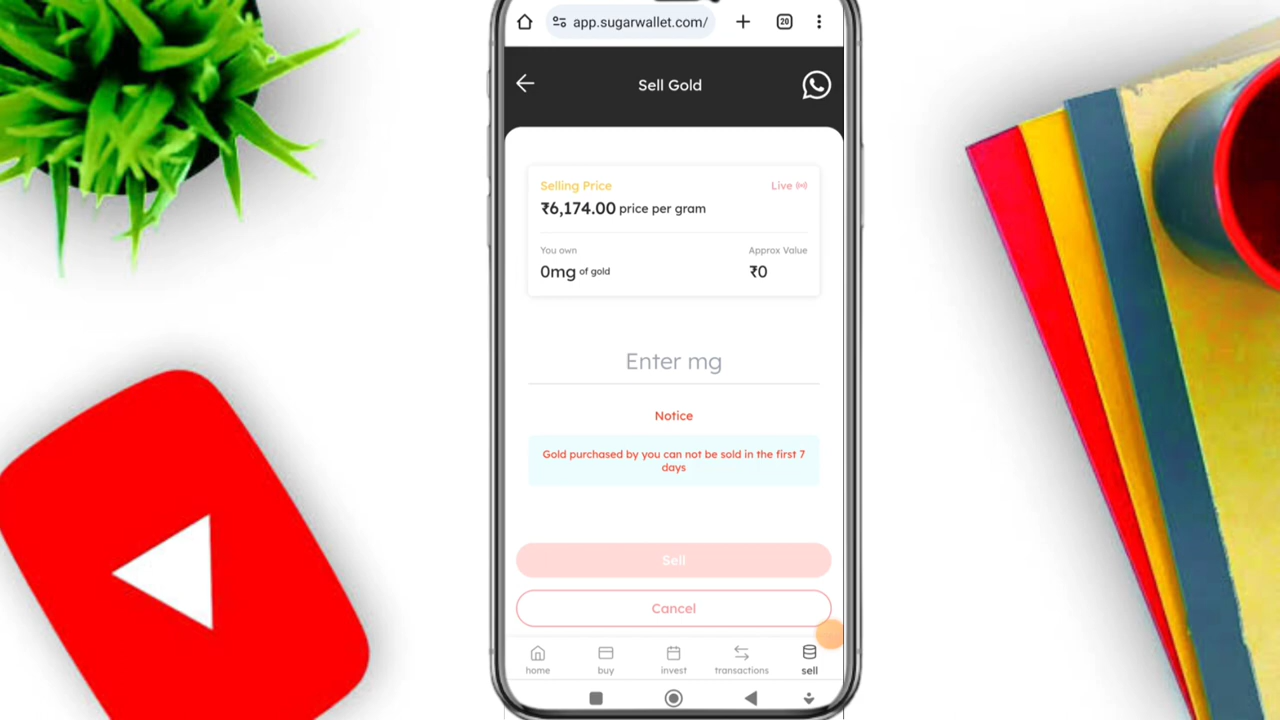 app.sugarwallet.com/
20
Sell Gold
Selling Price
Live
₹6,174.00 price per gram
You own
Approx Value
0mg of gold
₹0
Enter mg
Notice
Gold purchased by you can not be sold in the first 7
days
Sell
Cancel
home
buy
invest
transactions
sell